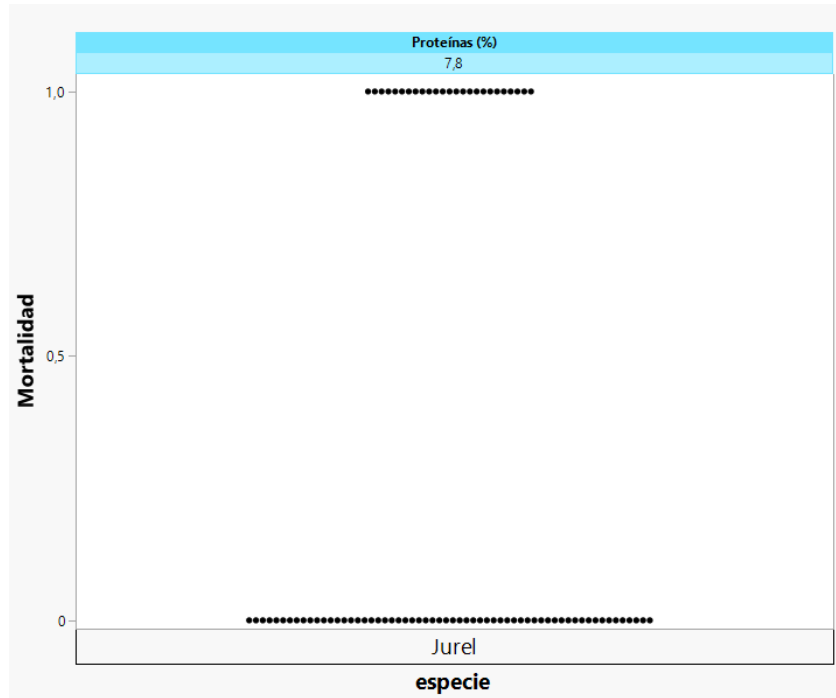 Proteínas (%)
7,8
1,0
Mortalidad
0,5
0
Jurel
especie